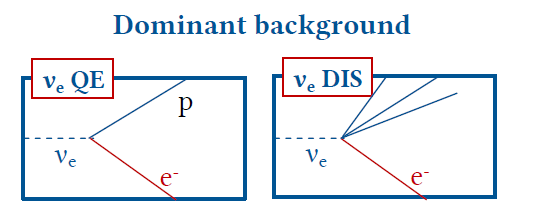 Dominant background
νₑ QE
p
νₑ
e⁻
νₑ DIS
νₑ
e⁻